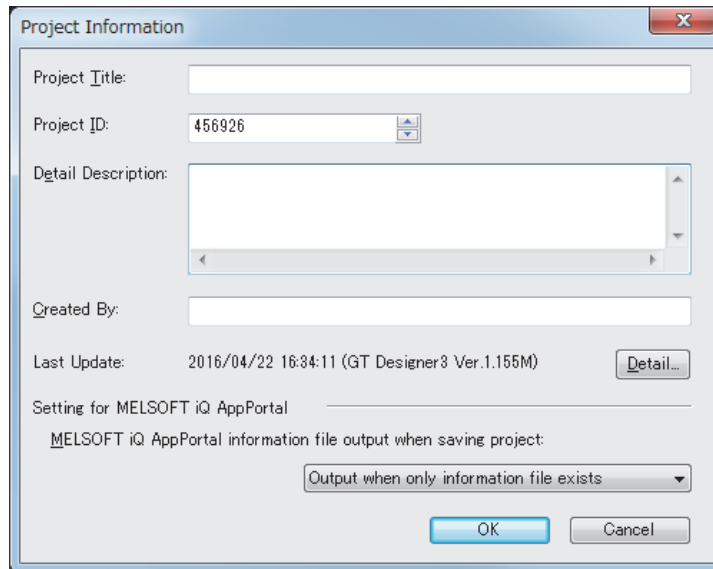 Project Information
Project Title:
Project ID: 456926
Detail Description:
Created By:
Last Update: 2016/04/22 16:34:11 (GT Designer3 Ver.1.155M) Detail...
Setting for MELSOFT iQ AppPortal
MELSOFT iQ AppPortal information file output when saving project:
Output when only information file exists
OK Cancel